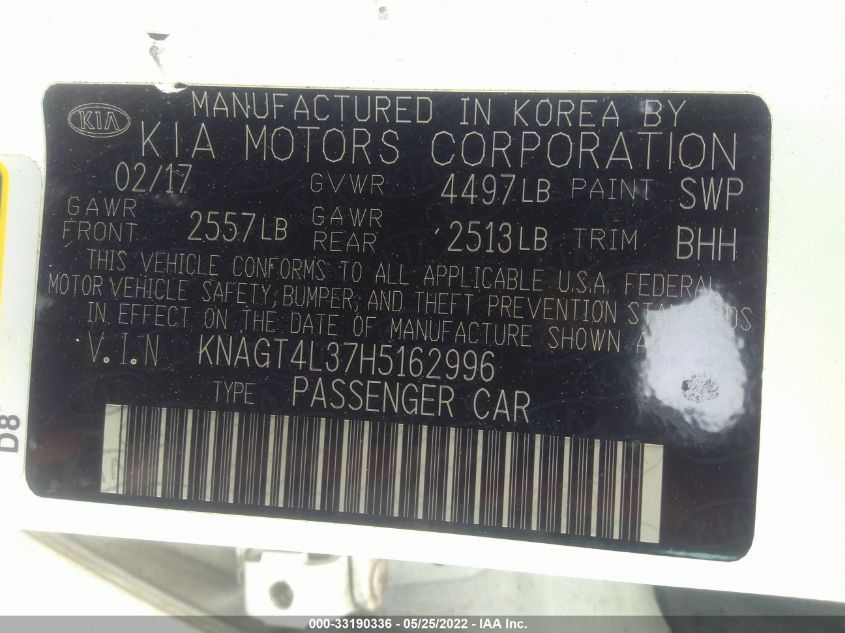 MANUFACTURED IN KOREA BY
KIA
KIA MOTORS CORPORATION
02/17 GVWR 4497LB PAINT SWP
GAWR FRONT 2557LB GAWR REAR 2513LB TRIM BHH
THIS VEHICLE CONFORMS TO ALL APPLICABLE U.S.A. FEDERAL
MOTOR VEHICLE SAFETY, BUMPER, AND THEFT PREVENTION
IN EFFECT ON THE DATE OF MANUFACTURE SHOWN
V.I.N KNAGT4L37H5162996
TYPE PASSENGER CAR
D8
000-33190336 / 05/25/2022 - IAA Inc.